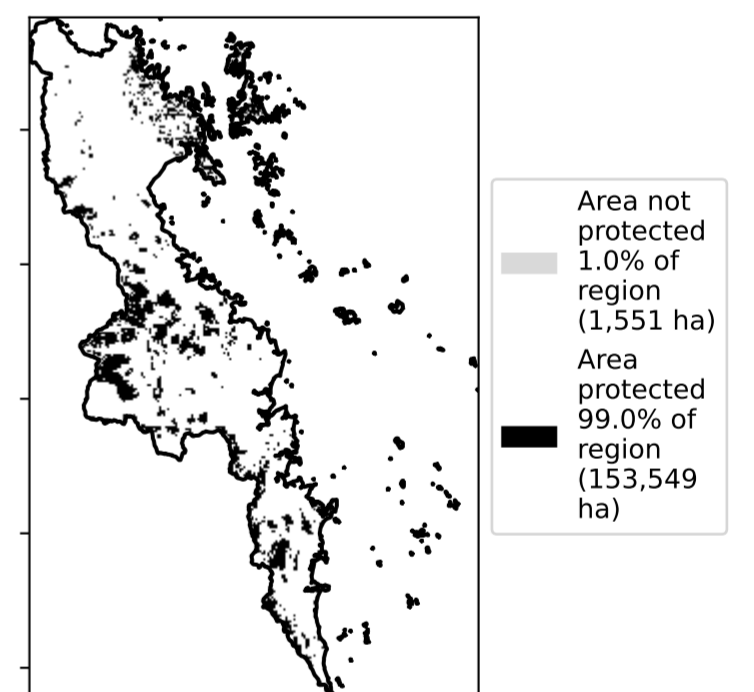 Area not
protected
1.0% of
region
(1,551 ha)
Area
protected
99.0% of
region
(153,549
ha)